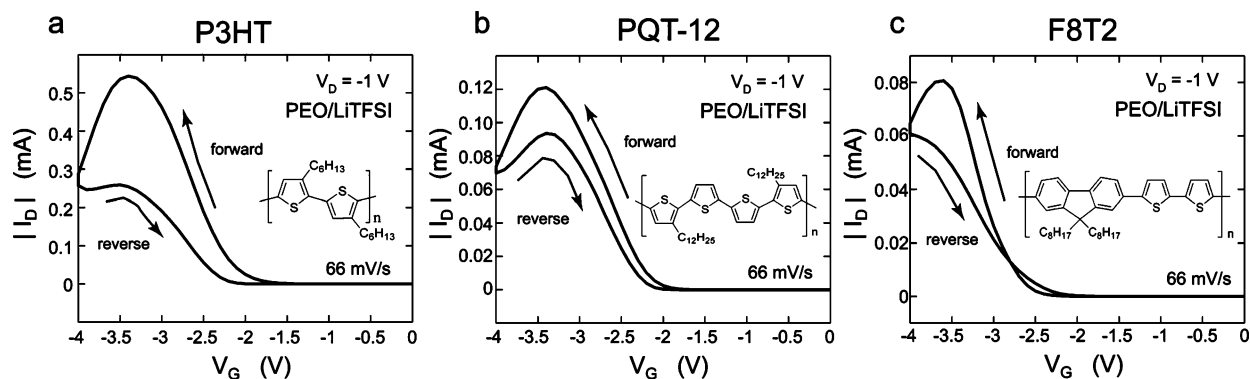 a
P3HT
0.5
0.4
0.3
0.2
0.1
0
| I_D | (mA)
V_D = -1 V
PEO/LiTFSI
forward
reverse
C₆H₁₃
S
S
n
C₆H₁₃
66 mV/s
-4 -3.5 -3 -2.5 -2 -1.5 -1 -0.5 0
V_G (V)
b
PQT-12
0.12
0.10
0.08
0.06
0.04
0.02
0
| I_D | (mA)
V_D = -1 V
PEO/LiTFSI
forward
reverse
C₁₂H₂₅
S
S
S
S
n
C₁₂H₂₅
66 mV/s
-4 -3.5 -3 -2.5 -2 -1.5 -1 -0.5 0
V_G (V)
c
F8T2
0.08
0.06
0.04
0.02
0
| I_D | (mA)
V_D = -1 V
PEO/LiTFSI
forward
reverse
S
S
n
C₈H₁₇ C₈H₁₇
66 mV/s
-4 -3.5 -3 -2.5 -2 -1.5 -1 -0.5 0
V_G (V)